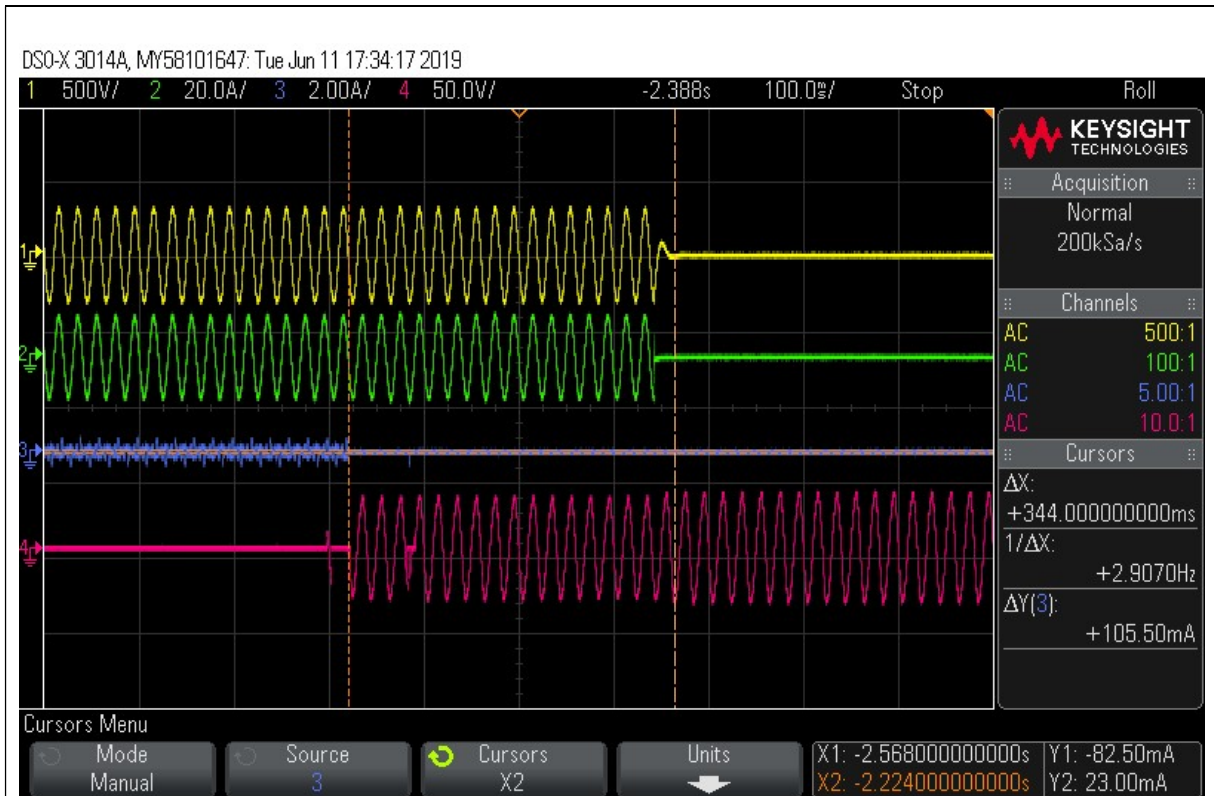 DSO-X 3014A, MY58101647: Tue Jun 11 17:34:17 2019
1 500V/ 2 20.0A/ 3 2.00A/ 4 50.0V/ -2.388s 100.0ms/ Stop Roll
KEYSIGHT
TECHNOLOGIES
Acquisition
Normal
200kSa/s
Channels
AC 500:1
AC 100:1
AC 5.00:1
AC 10.0:1
Cursors
ΔX:
+344.000000000ms
1/ΔX:
+2.9070Hz
ΔY(3):
+105.50mA
1
2
3
4
Cursors Menu
Mode
Manual
Source
3
Cursors
X2
Units
X1: -2.568000000000s Y1: -82.50mA
X2: -2.224000000000s Y2: 23.00mA